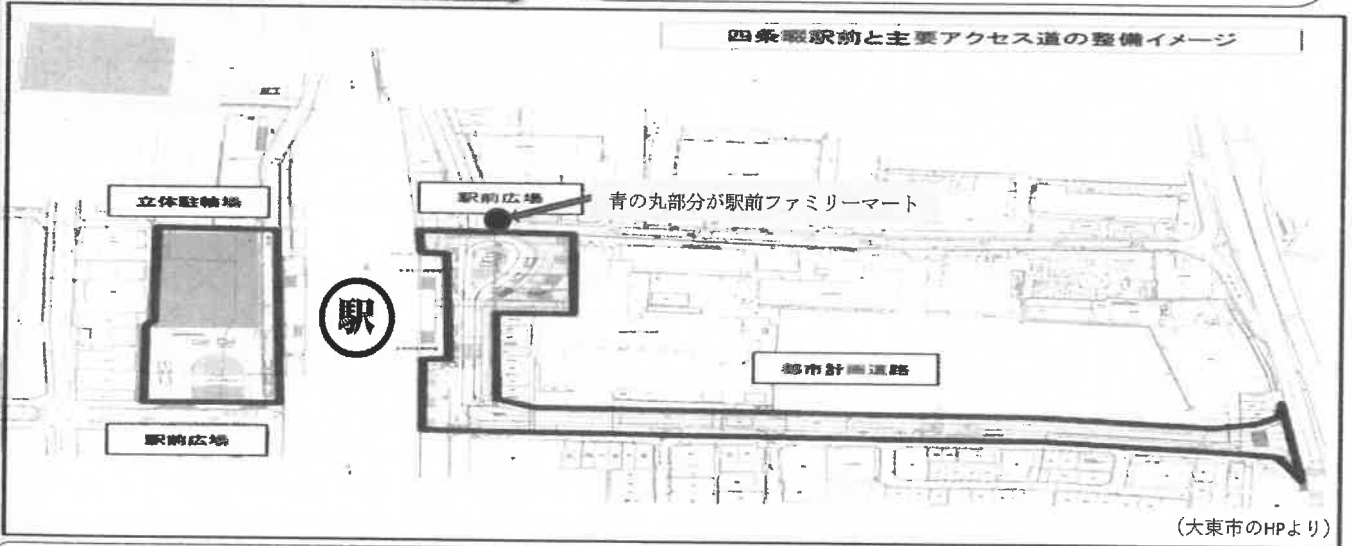 四条畷駅前と主要アクセス道の整備イメージ
立体駐輪場
駅前広場
青の丸部分が駅前ファミリーマート
駅
都市計画道路
駅前広場
(大東市のHPより)